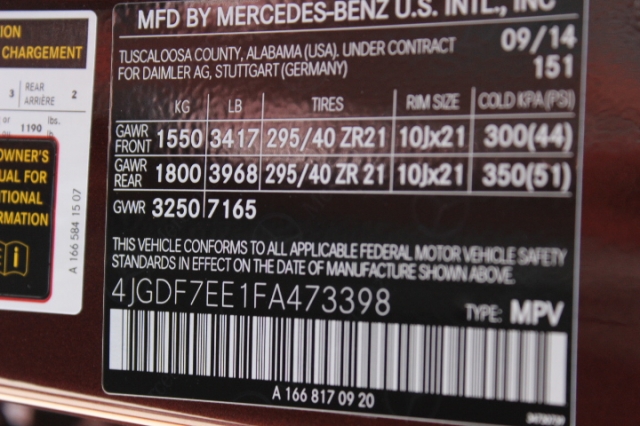 ION
CHARGEMENT
3 REAR ARRIÈRE 2
or 1190 lbs.
OWNER'S
UAL FOR
ITIONAL
RMATION
A 166 584 15 07
MFD BY MERCEDES-BENZ U.S. INTL., INC
TUSCALOOSA COUNTY, ALABAMA (USA). UNDER CONTRACT 09/14
FOR DAIMLER AG, STUTTGART (GERMANY) 151
KG LB TIRES RIM SIZE COLD KPA(PSI)
GAWR FRONT 1550 3417 295/40 ZR21 10Jx21 300(44)
GAWR REAR 1800 3968 295/40 ZR 21 10Jx21 350(51)
GVWR 3250 7165
THIS VEHICLE CONFORMS TO ALL APPLICABLE FEDERAL MOTOR VEHICLE SAFETY
STANDARDS IN EFFECT ON THE DATE OF MANUFACTURE SHOWN ABOVE.
4JGDF7EE1FA473398 TYPE: MPV
A 166 817 09 20